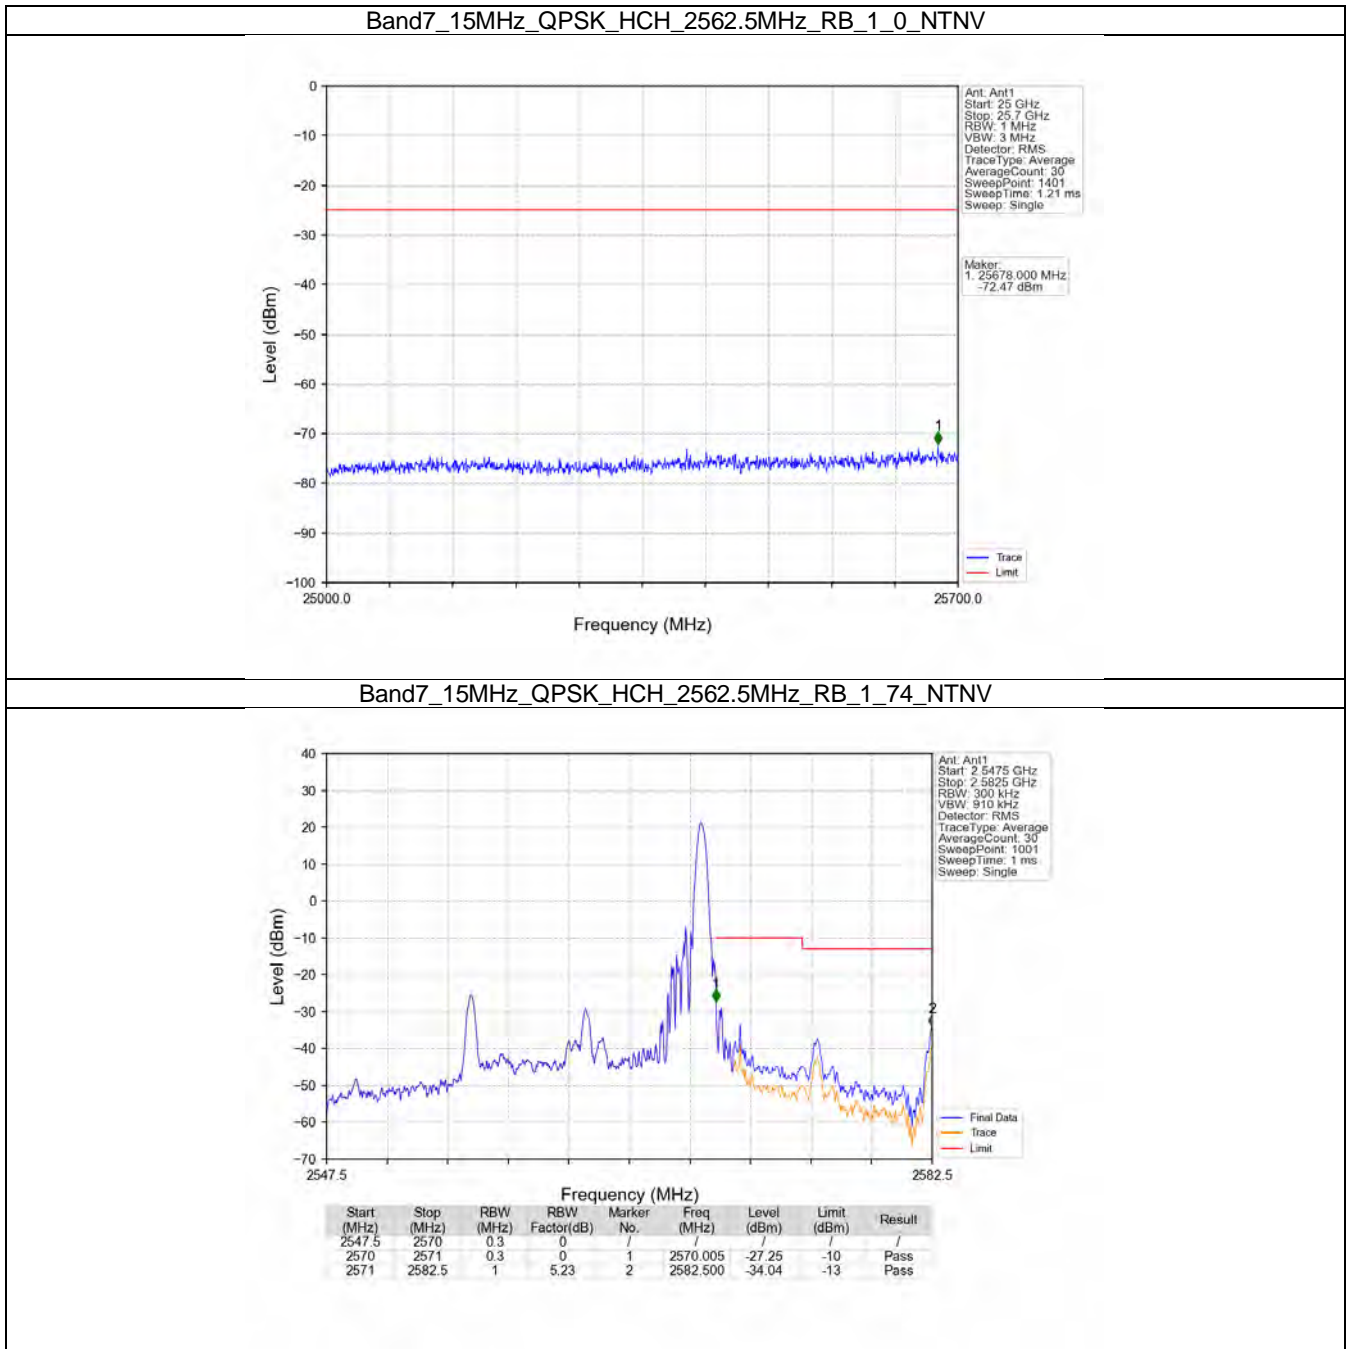 Band7_15MHz_QPSK_HCH_2562.5MHz_RB_1_0_NTNV
0
−10
−20
−30
−40
−50
−60
−70
−80
−90
−100
Level (dBm)
25000.0
25700.0
Frequency (MHz)
1
Ant: Ant1
Start: 25 GHz
Stop: 25.7 GHz
RBW: 1 MHz
VBW: 3 MHz
Detector: RMS
TraceType: Average
AverageCount: 30
SweepPoint: 1401
SweepTime: 1.21 ms
Sweep: Single
Maker:
1. 25678.000 MHz
-72.47 dBm
Trace
Limit
Band7_15MHz_QPSK_HCH_2562.5MHz_RB_1_74_NTNV
40
30
20
10
0
−10
−20
−30
−40
−50
−60
−70
Level (dBm)
2547.5
2582.5
Frequency (MHz)
1
2
Ant: Ant1
Start: 2.5475 GHz
Stop: 2.5825 GHz
RBW: 300 kHz
VBW: 910 kHz
Detector: RMS
TraceType: Average
AverageCount: 30
SweepPoint: 1001
SweepTime: 1 ms
Sweep: Single
Final Data
Trace
Limit
Start (MHz) Stop (MHz) RBW (MHz) RBW Factor(dB) Marker No. Freq (MHz) Level (dBm) Limit (dBm) Result
2547.5 2570 0.3 0 / / / / /
2570 2571 0.3 0 1 2570.005 -27.25 -10 Pass
2571 2582.5 1 5.23 2 2582.500 -34.04 -13 Pass